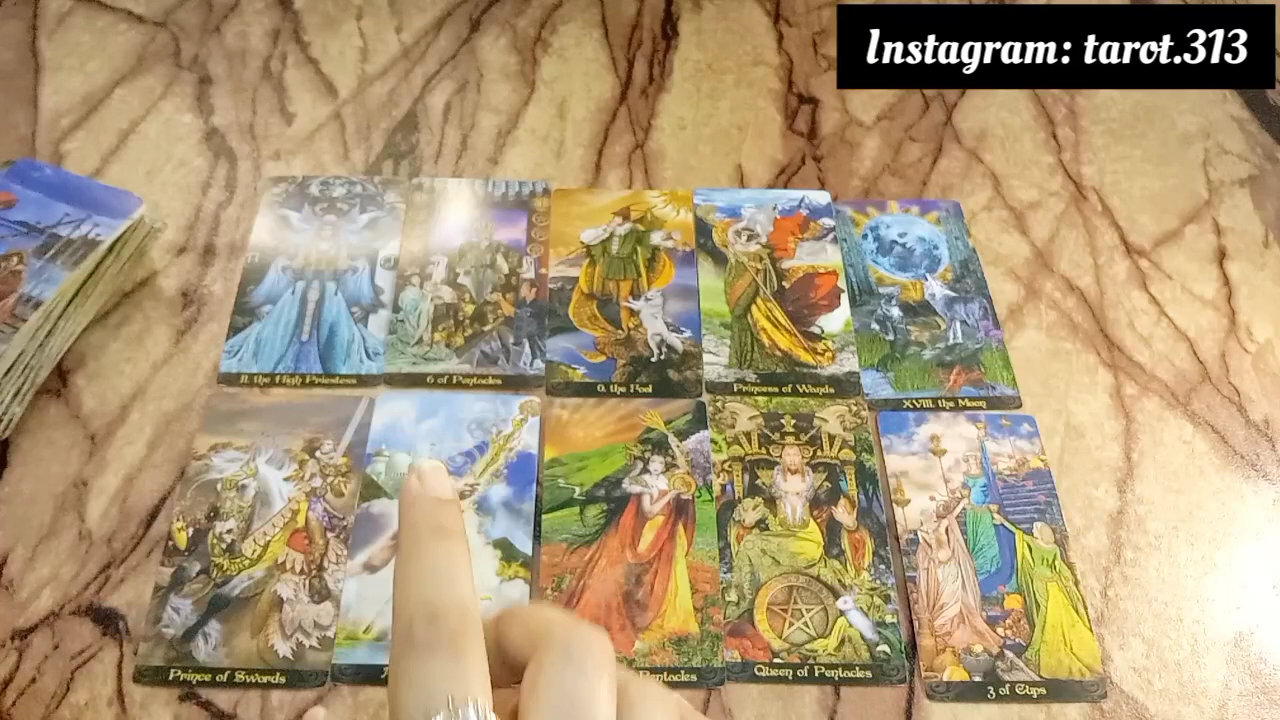 Instagram: tarot.313
II. the High Priestess
6 of Pentacles
0. the Fool
Princess of Wands
XVIII. the Moon
Prince of Swords
Pentacles
Queen of Pentacles
3 of Cups